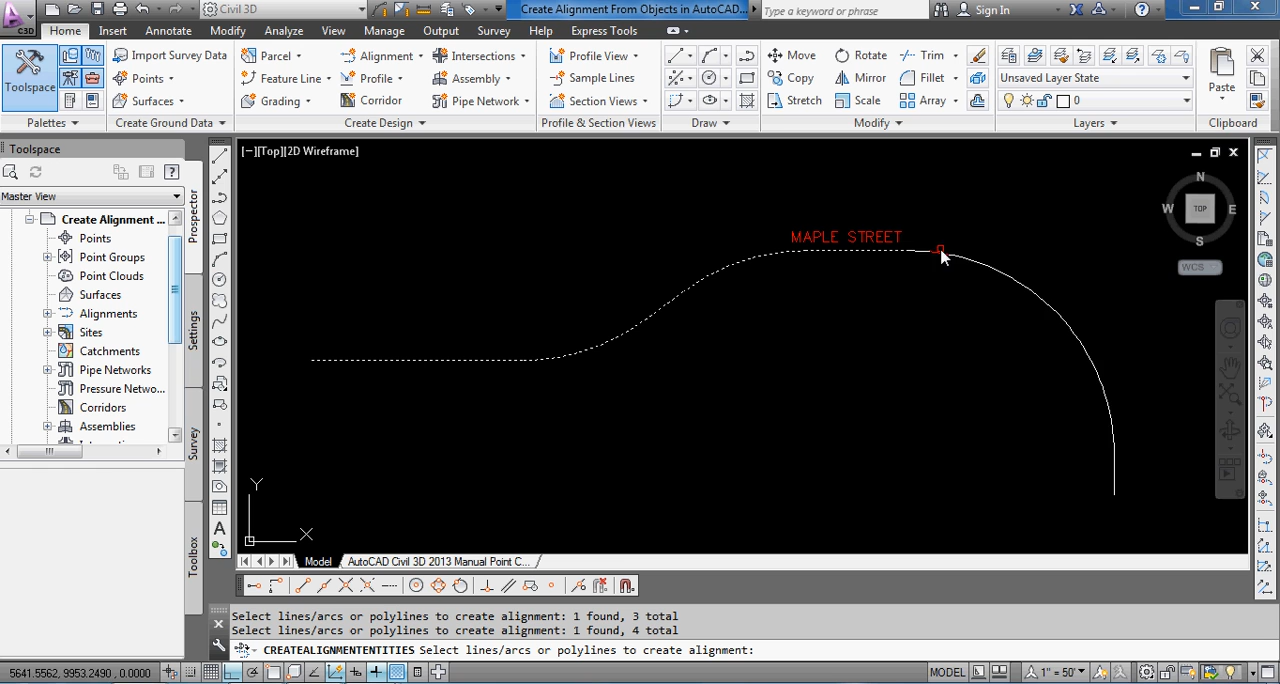 Civil 3D
Create Alignment From Objects in AutoCAD...
Type a keyword or phrase
Sign In
C3D
Home Insert Annotate Modify Analyze View Manage Output Survey Help Express Tools
Toolspace
Import Survey Data
Points
Surfaces
Parcel
Feature Line
Grading
Alignment
Profile
Corridor
Intersections
Assembly
Pipe Network
Profile View
Sample Lines
Section Views
Move
Copy
Stretch
Rotate
Mirror
Scale
Trim
Fillet
Array
Unsaved Layer State
0
Paste
Palettes
Create Ground Data
Create Design
Profile & Section Views
Draw
Modify
Layers
Clipboard
Toolspace
Master View
Create Alignment ...
Points
Point Groups
Point Clouds
Surfaces
Alignments
Sites
Catchments
Pipe Networks
Pressure Netwo...
Corridors
Assemblies
Prospector
Settings
Survey
Toolbox
[−][Top][2D Wireframe]
MAPLE STREET
N
W
TOP
E
S
WCS
Y
X
A
Model
AutoCAD Civil 3D 2013 Manual Point C...
Select lines/arcs or polylines to create alignment: 1 found, 3 total
Select lines/arcs or polylines to create alignment: 1 found, 4 total
CREATEALIGNMENTENTITIES Select lines/arcs or polylines to create alignment:
5641.5562, 9953.2490, 0.0000
MODEL
1" = 50'